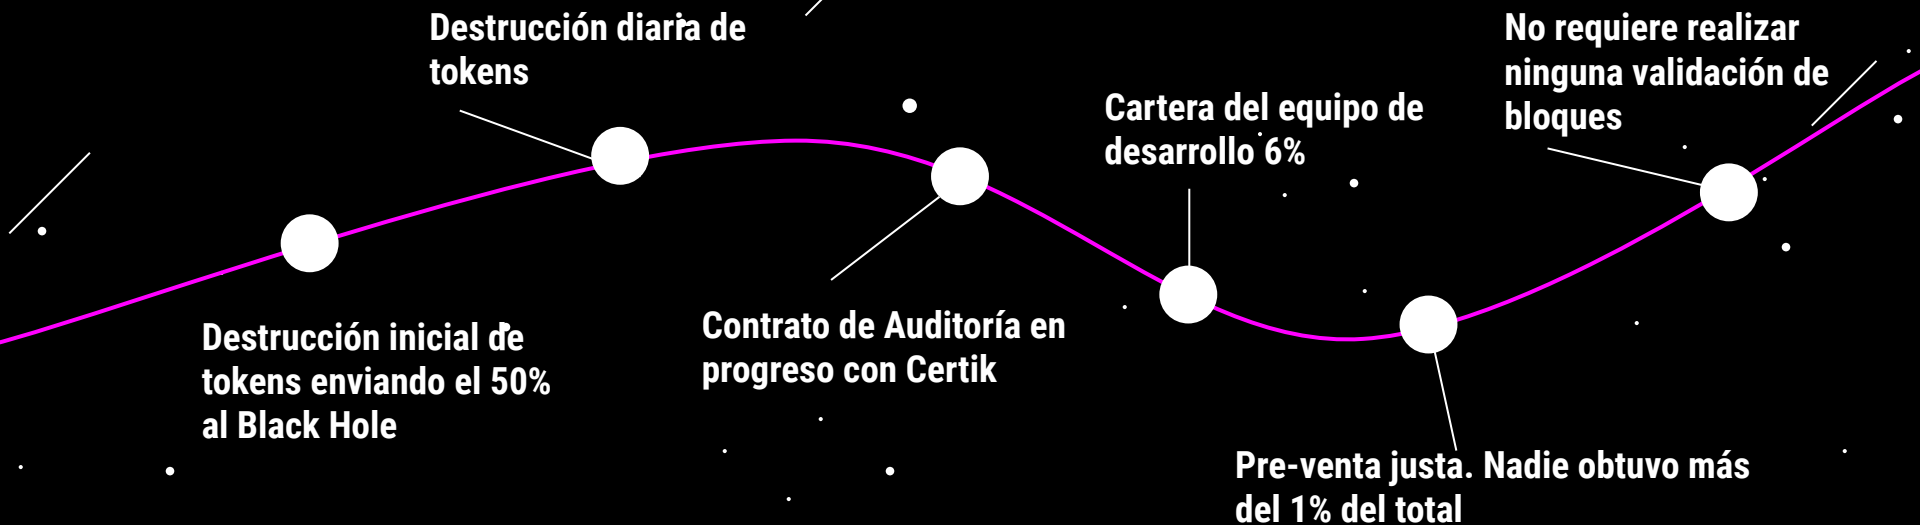 Destrucción inicial de
tokens enviando el 50%
al Black Hole
Destrucción diaria de
tokens
Contrato de Auditoría en
progreso con Certik
Cartera del equipo de
desarrollo 6%
Pre-venta justa. Nadie obtuvo más
del 1% del total
No requiere realizar
ninguna validación de
bloques